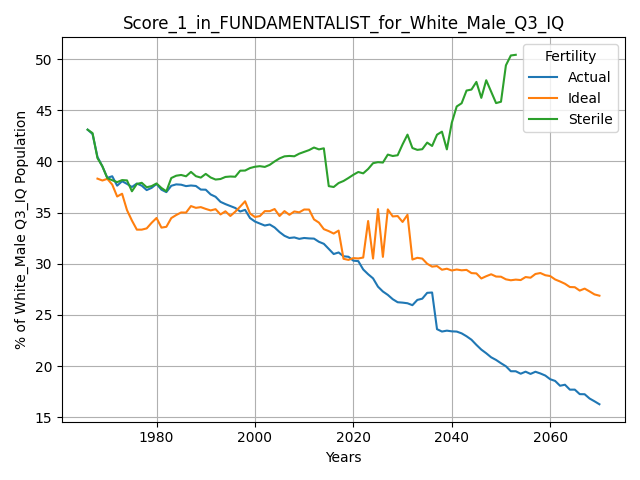 Score_1_in_FUNDAMENTALIST_for_White_Male_Q3_IQ
% of White_Male Q3_IQ Population
50
45
40
35
30
25
20
15
Fertility
Actual
Ideal
Sterile
1980 2000 2020 2040 2060
Years